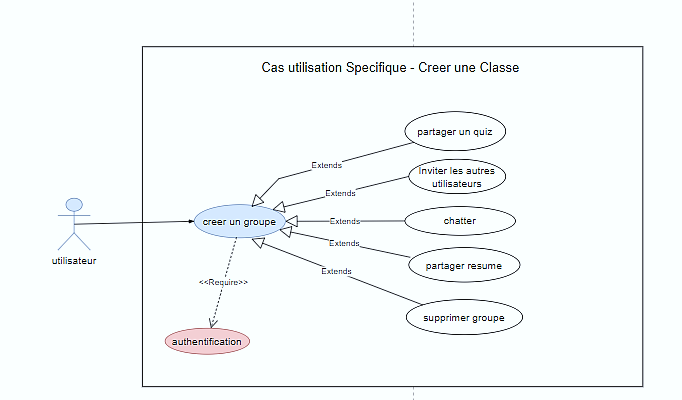 Cas utilisation Specifique - Creer une Classe
partager un quiz
Extends
Inviter les autres
utilisateurs
Extends
creer un groupe
Extends
chatter
Extends
partager resume
utilisateur
Extends
<<Require>>
supprimer groupe
authentification